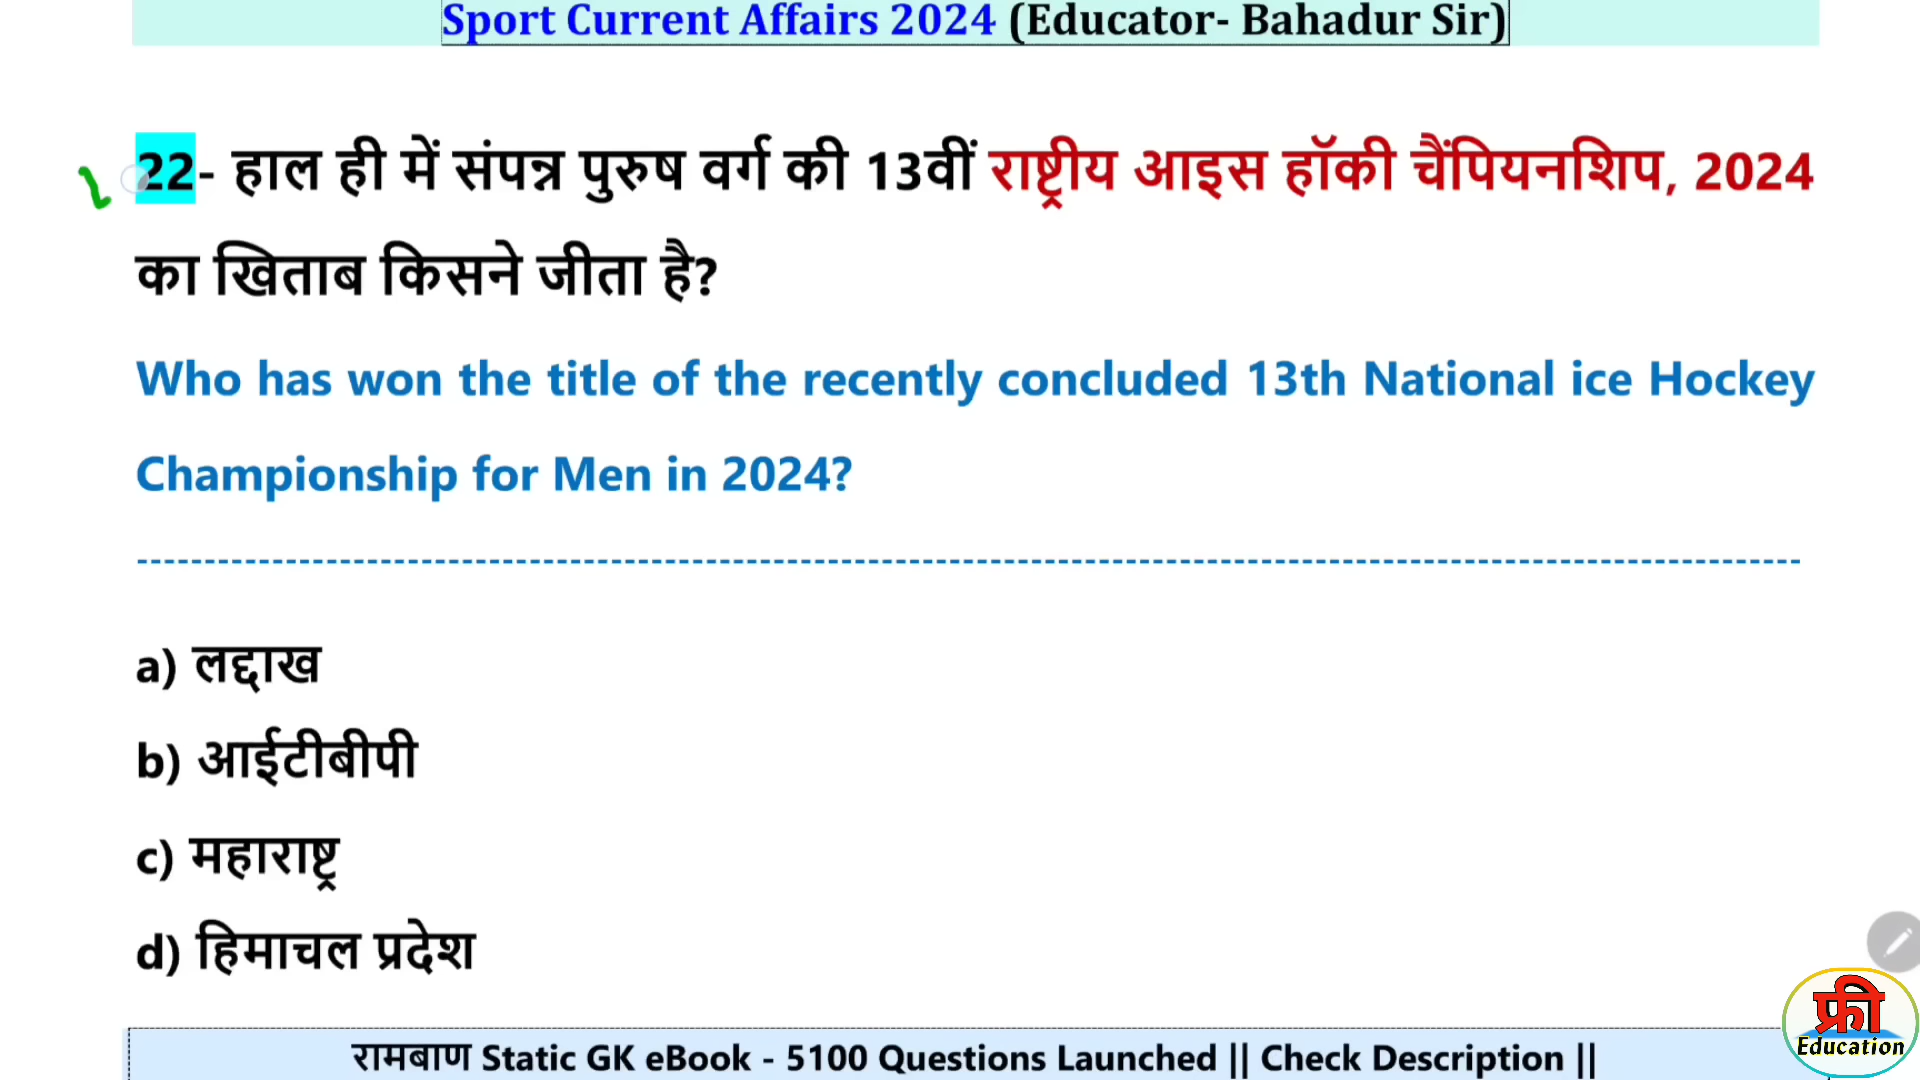 Sport Current Affairs 2024 (Educator- Bahadur Sir)
22- हाल ही में संपन्न पुरुष वर्ग की 13वीं राष्ट्रीय आइस हॉकी चैंपियनशिप, 2024
का खिताब किसने जीता है?
Who has won the title of the recently concluded 13th National ice Hockey
Championship for Men in 2024?
a) लद्दाख
b) आईटीबीपी
c) महाराष्ट्र
d) हिमाचल प्रदेश
रामबाण Static GK eBook - 5100 Questions Launched || Check Description ||
फ्री
Education